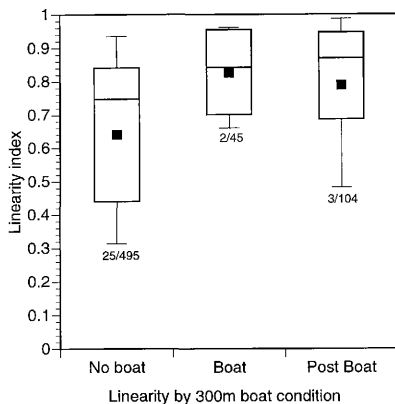 1
0.9
0.8
0.7
0.6
0.5
0.4
0.3
0.2
0.1
0
Linearity index
25/495
2/45
3/104
No boat
Boat
Post Boat
Linearity by 300m boat condition